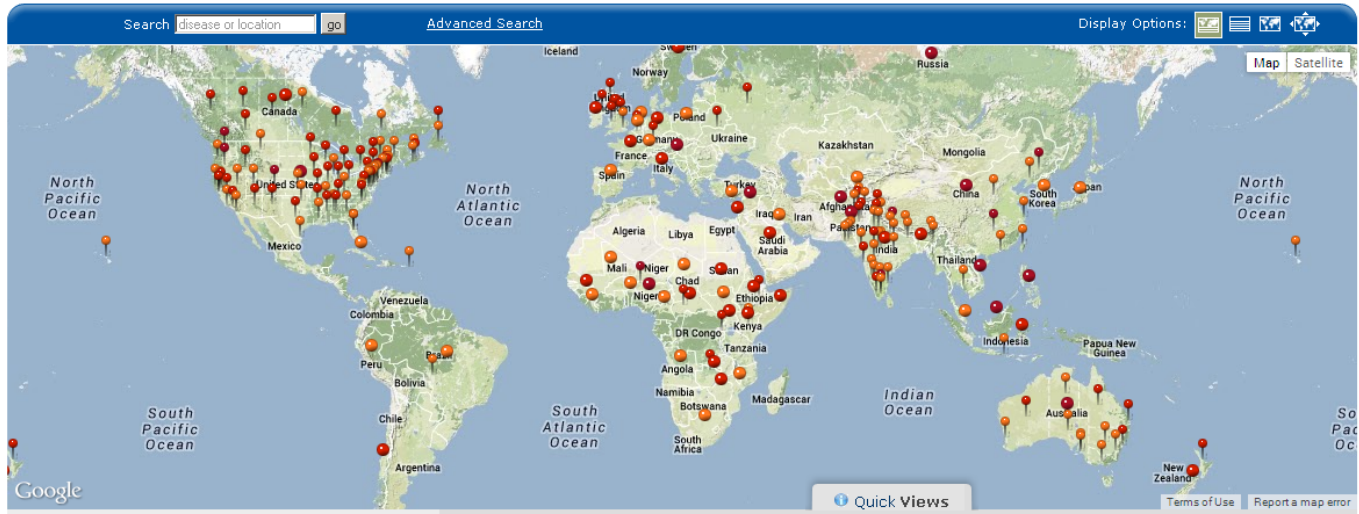 Search disease or location go Advanced Search Display Options:
Map Satellite
Iceland
Norway
Russia
Canada
Poland
Ukraine
Kazakhstan
Mongolia
France
Italy
Spain
Turkey
North
Pacific
Ocean
United States
North
Atlantic
Ocean
Iraq
Iran
Afghanistan
Pakistan
China
South
Korea
Japan
North
Pacific
Ocean
Mexico
Algeria
Libya
Egypt
Saudi
Arabia
India
Thailand
Mali
Niger
Chad
Sudan
Ethiopia
Venezuela
Colombia
DR Congo
Kenya
Tanzania
Indonesia
Papua New
Guinea
Peru
Brazil
Bolivia
Angola
Namibia
Botswana
Madagascar
Indian
Ocean
Australia
South
Pacific
Ocean
Chile
South
Atlantic
Ocean
South
Africa
Argentina
New
Zealand
Google
Quick Views
Terms of Use Report a map error